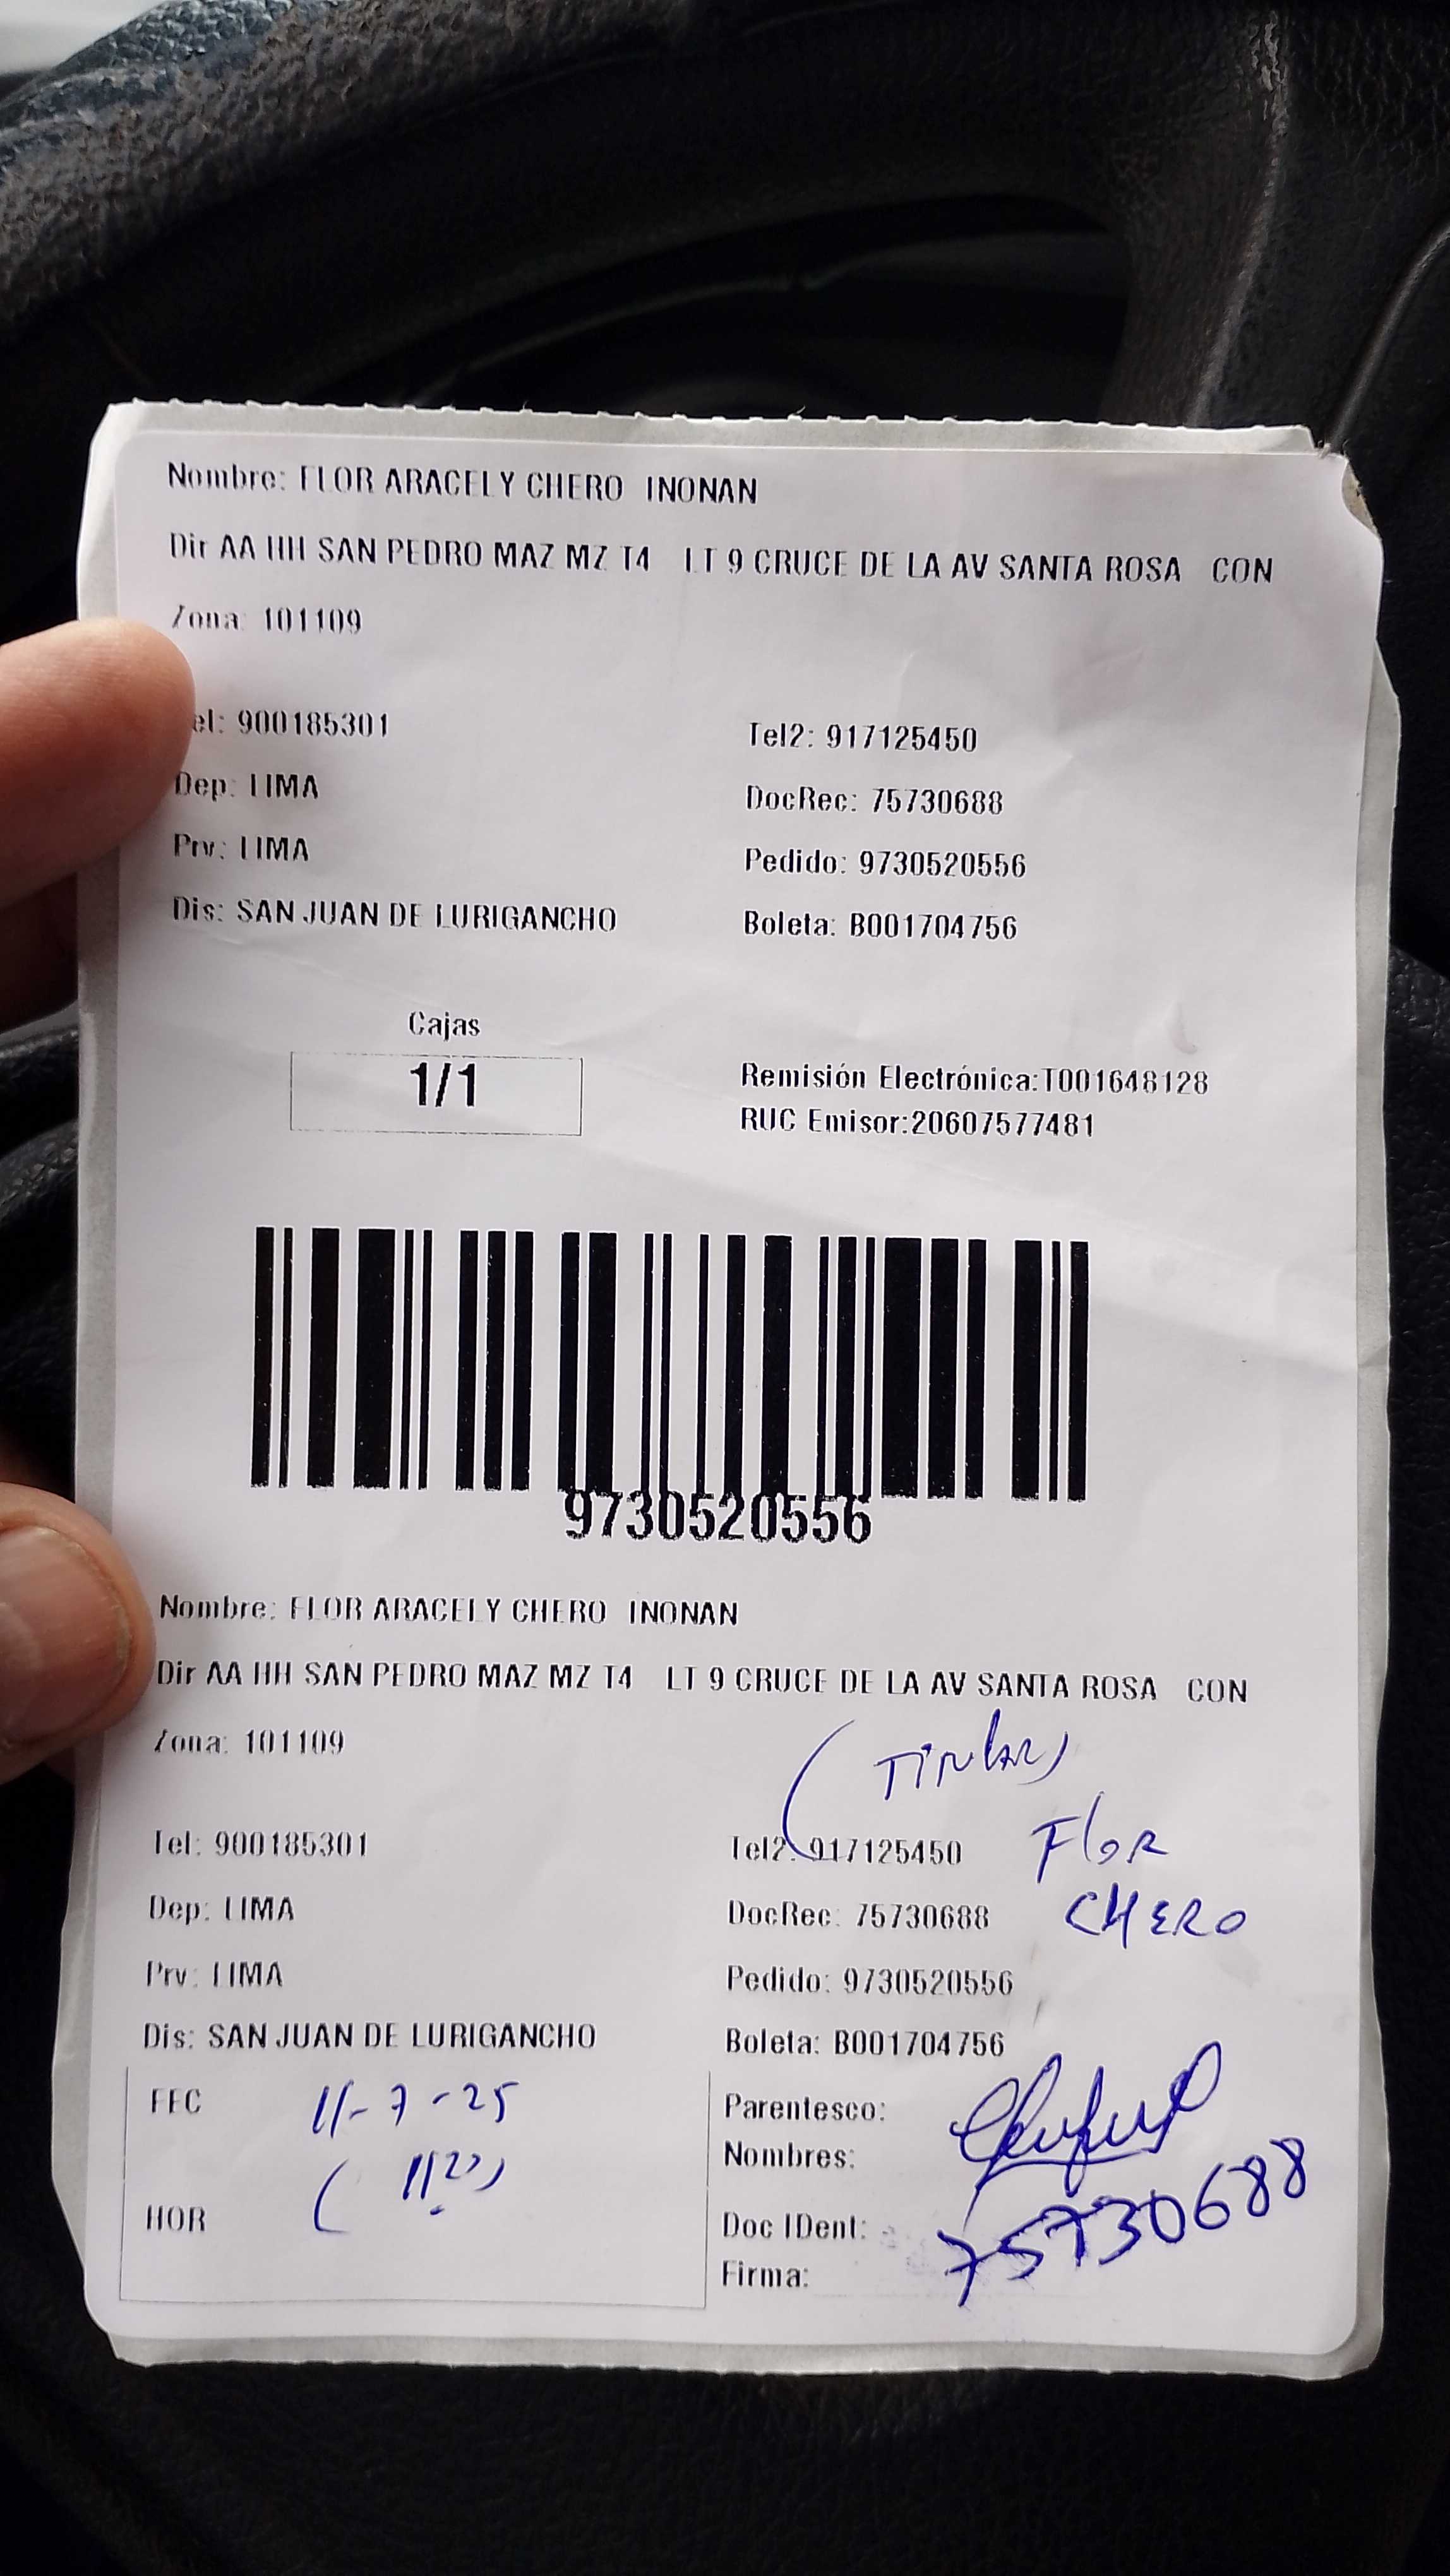 Nombre: FLOR ARACELY CHERO INONAN
Dir AA HH SAN PEDRO MAZ MZ T4 LT 9 CRUCE DE LA AV SANTA ROSA CON
Zona: 101109
el: 900185301 Tel2: 917125450
Dep: LIMA DocRec: 75730688
Prv: LIMA Pedido: 9730520556
Dis: SAN JUAN DE LURIGANCHO Boleta: B001704756
Cajas
1/1
Remisión Electrónica:T001648128
RUC Emisor:20607577481
9730520556
Nombre: FLOR ARACELY CHERO INONAN
Dir AA HH SAN PEDRO MAZ MZ T4 LT 9 CRUCE DE LA AV SANTA ROSA CON
Zona: 101109
(Titular)
Tel: 900185301 Tel2: 917125450 Flor
Dep: LIMA DocRec: 75730688 CHERO
Prv: LIMA Pedido: 9730520556
Dis: SAN JUAN DE LURIGANCHO Boleta: B001704756
FEC 11-7-25 Parentesco:
Nombres:
HOR Doc IDent: 75730688
Firma: